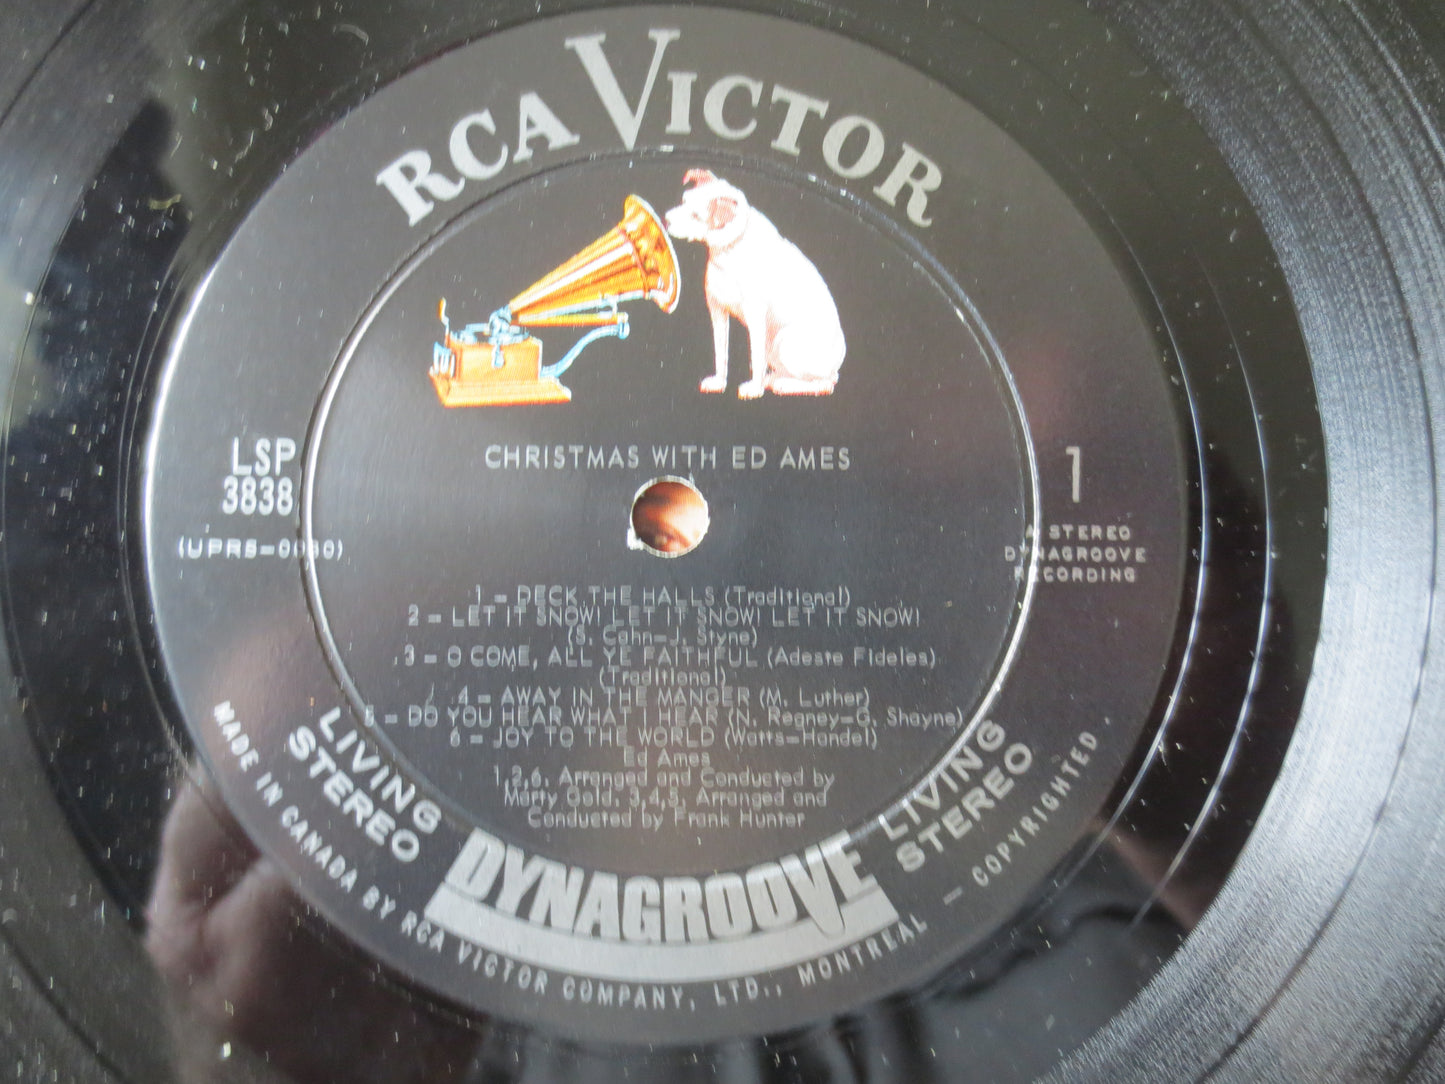 RCA VICTOR
CHRISTMAS WITH ED AMES
LSP
3838
1
A STEREO
DYNAGROOVE
RECORDING
1 – DECK THE HALLS (Traditional)
2 – LET IT SNOW! LET IT SNOW! LET IT SNOW!
(S. Cahn–J. Styne)
3 – O COME, ALL YE FAITHFUL (Adeste Fideles)
(Traditional)
4 – AWAY IN THE MANGER (M. Luther)
5 – DO YOU HEAR WHAT I HEAR (N. Regney–G. Shayne)
6 – JOY TO THE WORLD (Watts–Handel)
Ed Ames
1,2,6, Arranged and Conducted by
Marty Gold, 3,4,5, Arranged and
Conducted by Frank Hunter
LIVING
STEREO
DYNAGROOVE
LIVING
STEREO
MADE IN CANADA BY RCA VICTOR COMPANY, LTD., MONTREAL – COPYRIGHTED